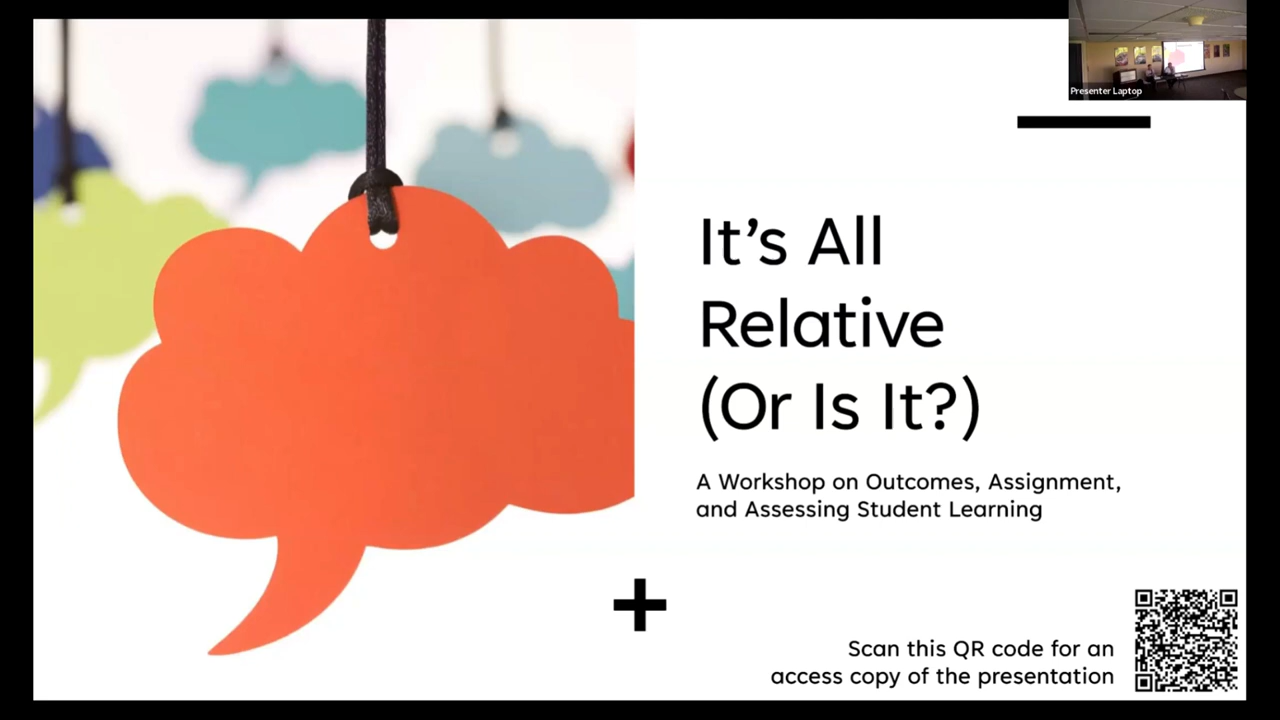 Presenter Laptop
It's All
Relative
(Or Is It?)
A Workshop on Outcomes, Assignment,
and Assessing Student Learning
Scan this QR code for an
access copy of the presentation